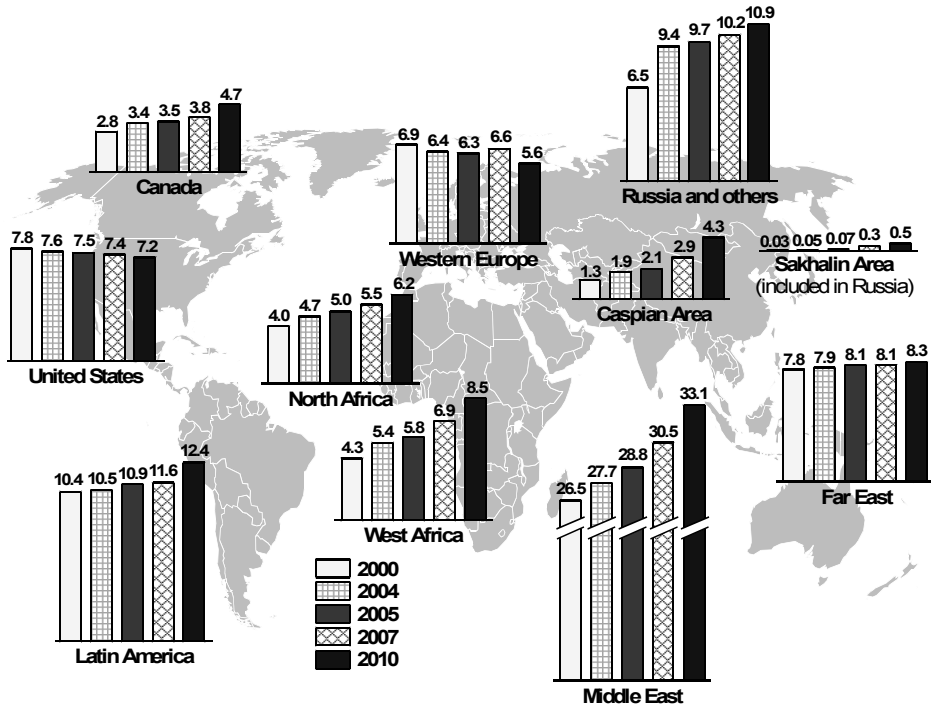 2.8 3.4 3.5 3.8 4.7
Canada
6.9 6.4 6.3 6.6 5.6
Western Europe
6.5 9.4 9.7 10.2 10.9
Russia and others
7.8 7.6 7.5 7.4 7.2
United States
4.0 4.7 5.0 5.5 6.2
North Africa
1.3 1.9 2.1 2.9 4.3
Caspian Area
0.03 0.05 0.07 0.3 0.5
Sakhalin Area
(included in Russia)
10.4 10.5 10.9 11.6 12.4
Latin America
4.3 5.4 5.8 6.9 8.5
West Africa
26.5 27.7 28.8 30.5 33.1
Middle East
7.8 7.9 8.1 8.1 8.3
Far East
2000
2004
2005
2007
2010